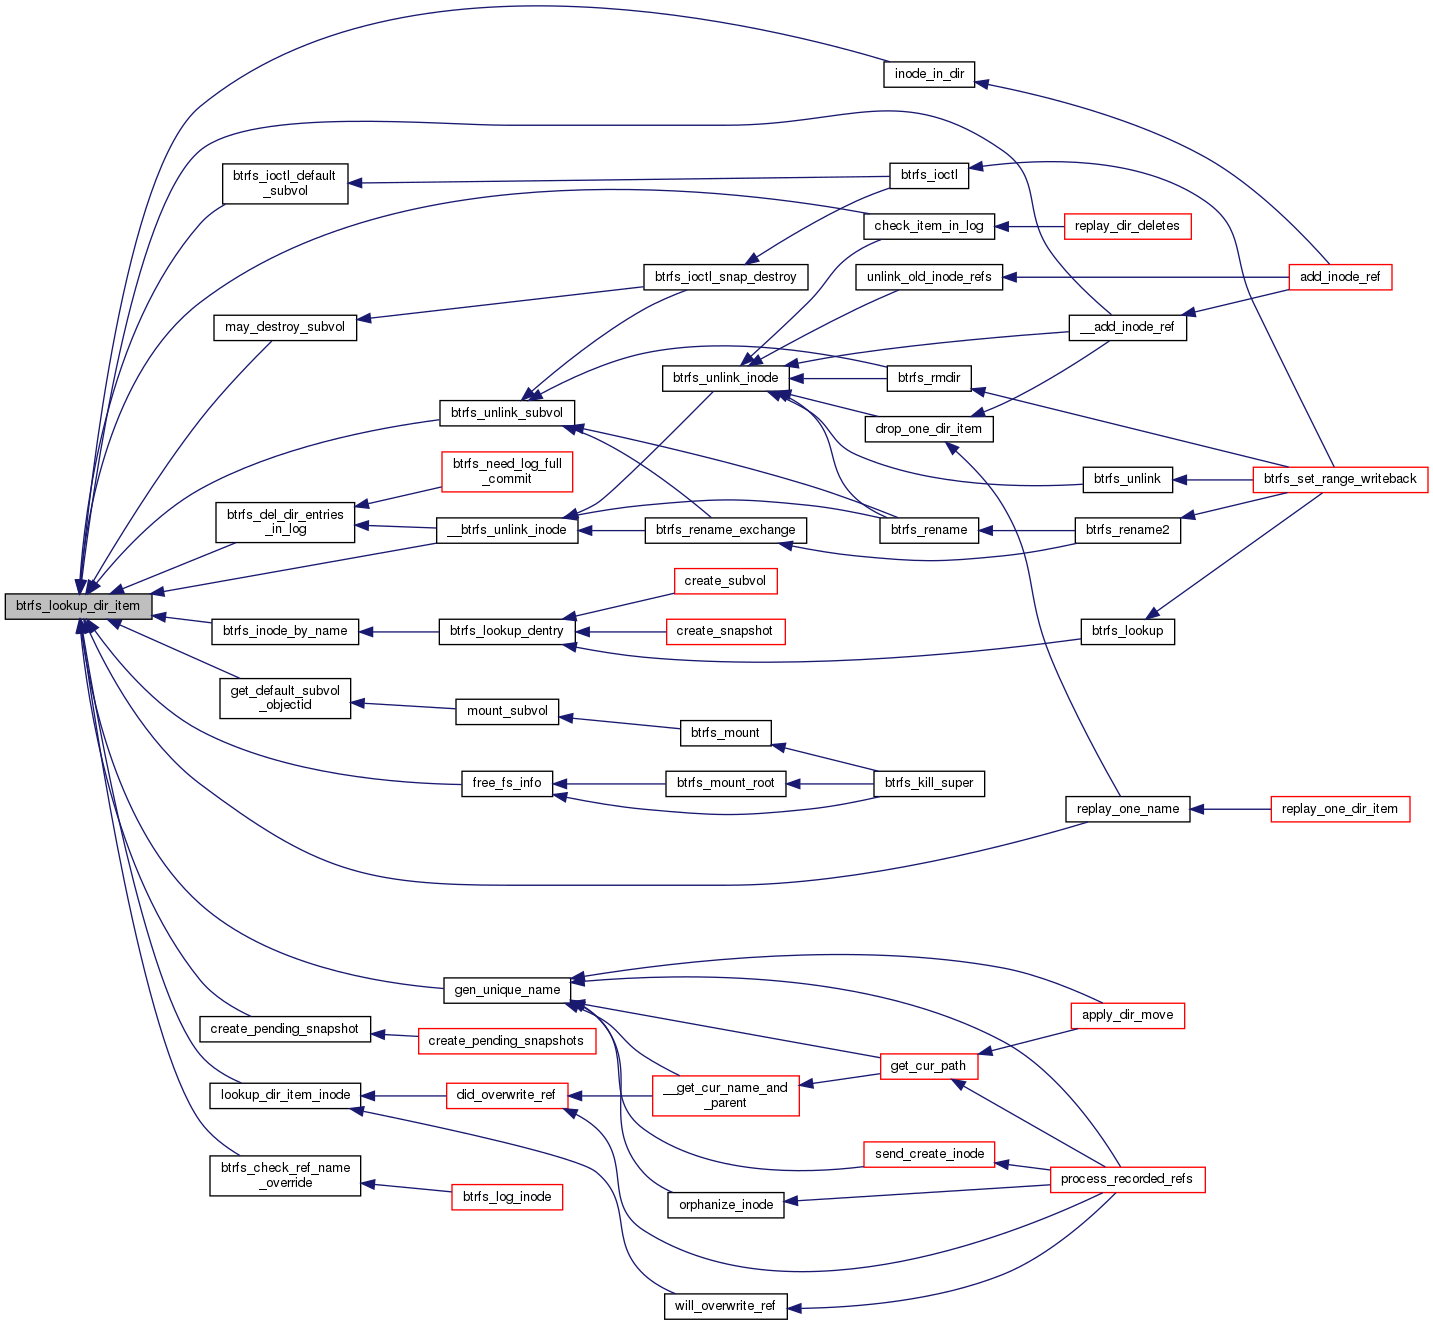 inode_in_dir
btrfs_ioctl_default
_subvol
btrfs_ioctl
check_item_in_log
replay_dir_deletes
btrfs_ioctl_snap_destroy
unlink_old_inode_refs
add_inode_ref
may_destroy_subvol
__add_inode_ref
btrfs_unlink_inode
btrfs_rmdir
btrfs_unlink_subvol
drop_one_dir_item
btrfs_need_log_full
_commit
btrfs_unlink
btrfs_set_range_writeback
btrfs_del_dir_entries
_in_log
__btrfs_unlink_inode
btrfs_rename_exchange
btrfs_rename
btrfs_rename2
create_subvol
btrfs_lookup_dir_item
btrfs_inode_by_name
btrfs_lookup_dentry
create_snapshot
btrfs_lookup
get_default_subvol
_objectid
mount_subvol
btrfs_mount
free_fs_info
btrfs_mount_root
btrfs_kill_super
replay_one_name
replay_one_dir_item
gen_unique_name
create_pending_snapshot
create_pending_snapshots
apply_dir_move
get_cur_path
lookup_dir_item_inode
did_overwrite_ref
__get_cur_name_and
_parent
send_create_inode
btrfs_check_ref_name
_override
process_recorded_refs
btrfs_log_inode
orphanize_inode
will_overwrite_ref